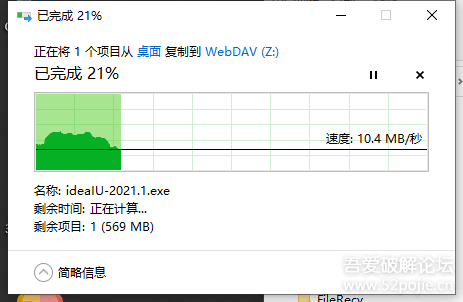 已完成 21%
正在将 1 个项目从 桌面 复制到 WebDAV (Z:)
已完成 21%
速度: 10.4 MB/秒
名称: ideaIU-2021.1.exe
剩余时间: 正在计算...
剩余项目: 1 (569 MB)
简略信息
吾爱破解论坛
www.52pojie.cn
FileRecv